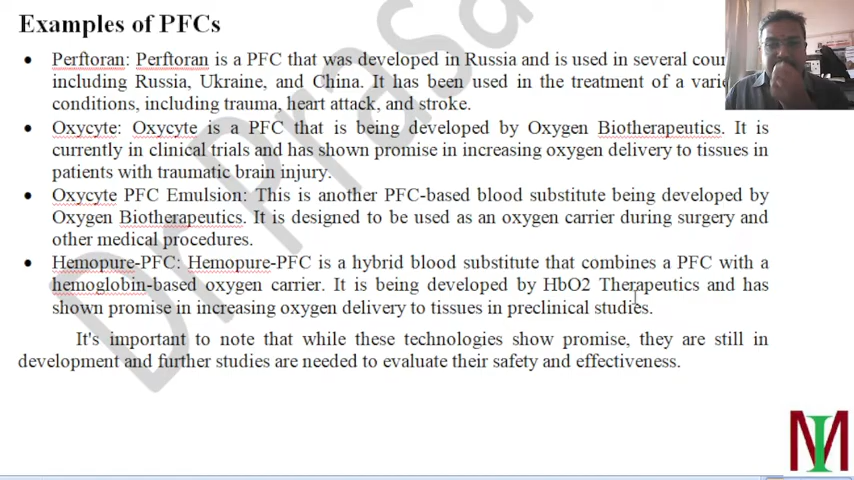 Examples of PFCs
• Perftoran: Perftoran is a PFC that was developed in Russia and is used in several
including Russia, Ukraine, and China. It has been used in the treatment of a
conditions, including trauma, heart attack, and stroke.
• Oxycyte: Oxycyte is a PFC that is being developed by Oxygen Biotherapeutics. It is
currently in clinical trials and has shown promise in increasing oxygen delivery to tissues in
patients with traumatic brain injury.
• Oxycyte PFC Emulsion: This is another PFC-based blood substitute being developed by
Oxygen Biotherapeutics. It is designed to be used as an oxygen carrier during surgery and
other medical procedures.
• Hemopure-PFC: Hemopure-PFC is a hybrid blood substitute that combines a PFC with a
hemoglobin-based oxygen carrier. It is being developed by HbO2 Therapeutics and has
shown promise in increasing oxygen delivery to tissues in preclinical studies.
It's important to note that while these technologies show promise, they are still in
development and further studies are needed to evaluate their safety and effectiveness.
Dr Prasa